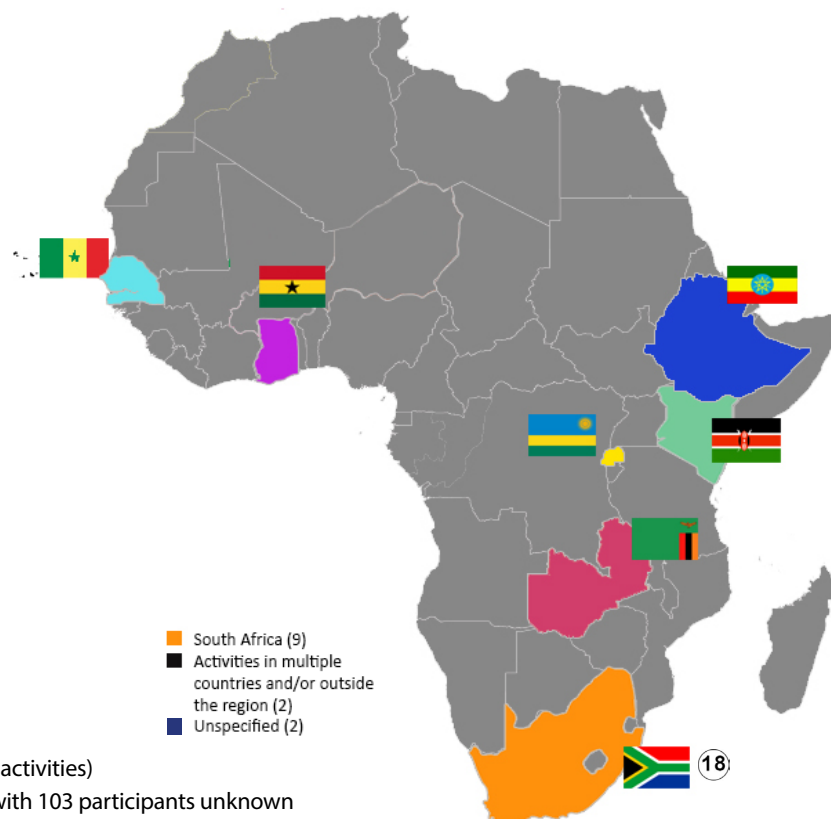 South Africa (9)
Activities in multiple
countries and/or outside
the region (2)
Unspecified (2)
18
activities)
with 103 participants unknown